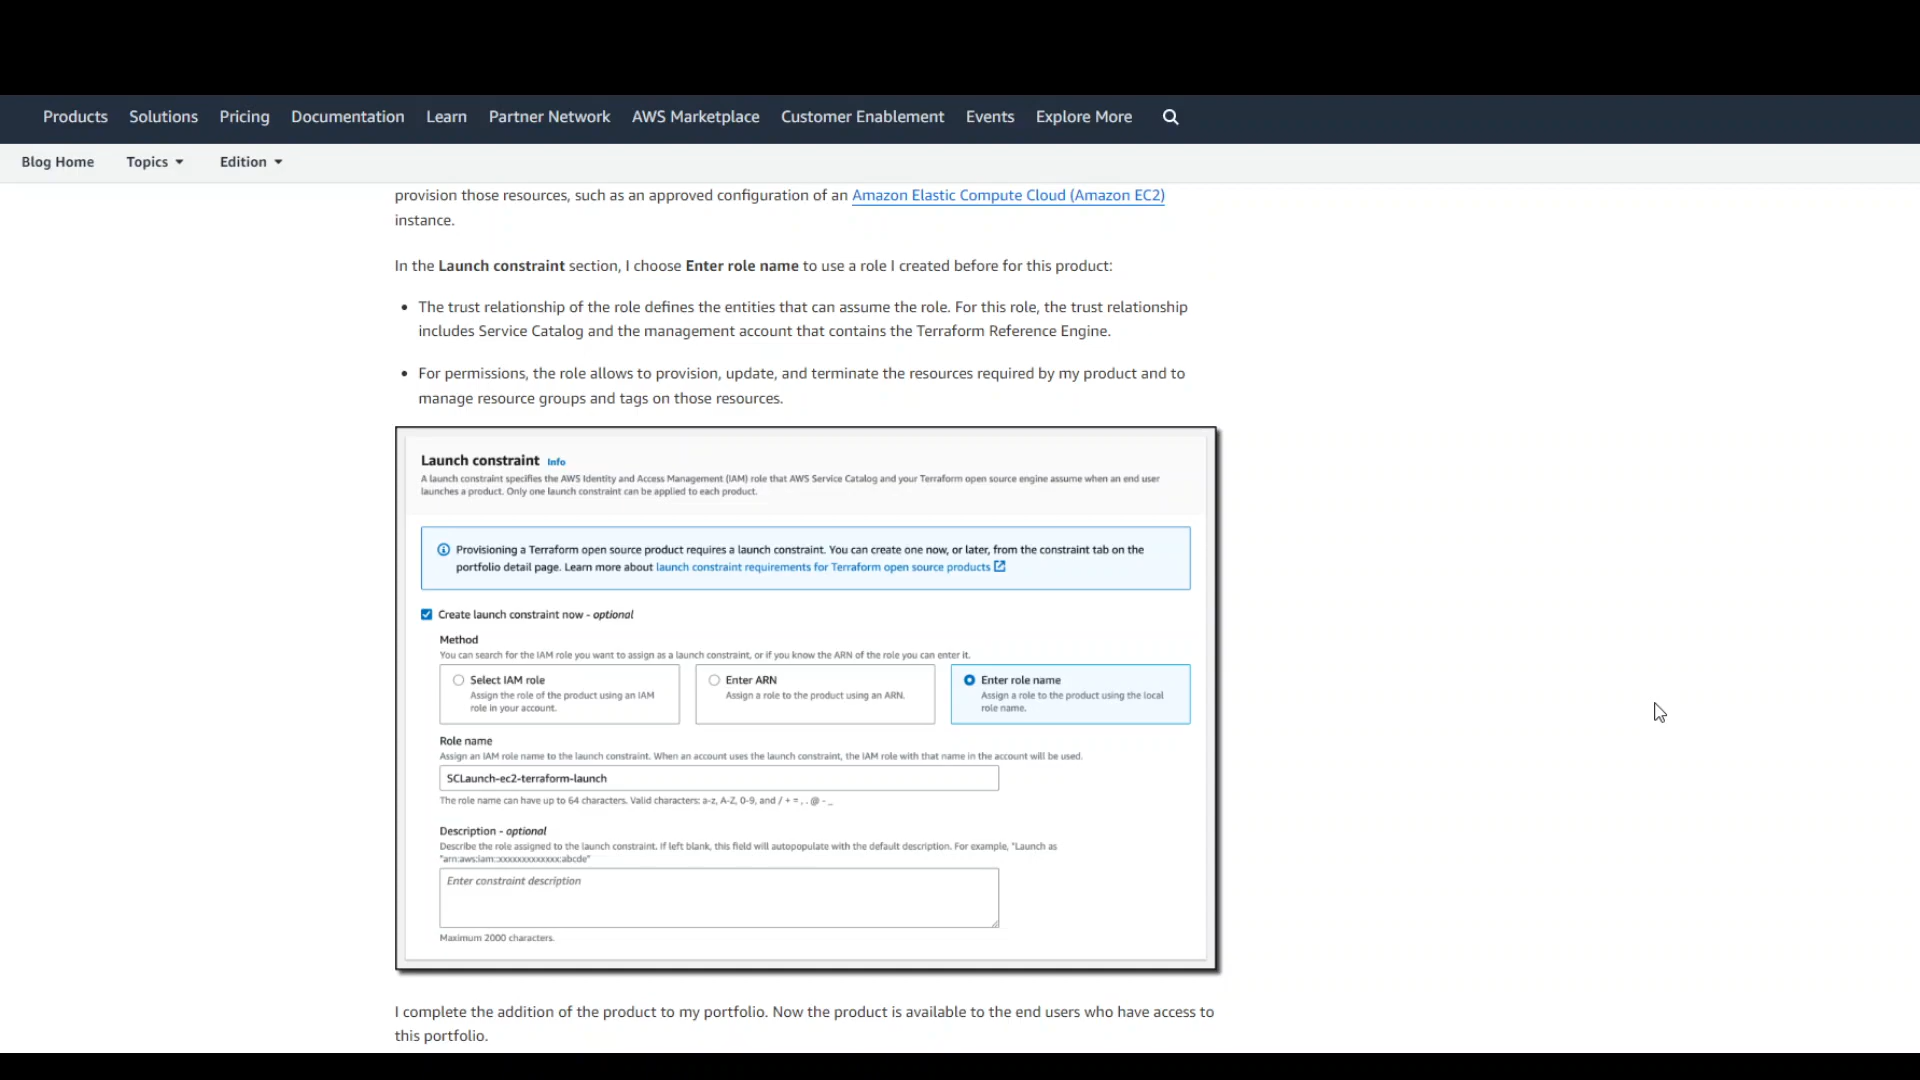 Products Solutions Pricing Documentation Learn Partner Network AWS Marketplace Customer Enablement Events Explore More
Blog Home Topics Edition
provision those resources, such as an approved configuration of an Amazon Elastic Compute Cloud (Amazon EC2)
instance.
In the Launch constraint section, I choose Enter role name to use a role I created before for this product:
• The trust relationship of the role defines the entities that can assume the role. For this role, the trust relationship
includes Service Catalog and the management account that contains the Terraform Reference Engine.
• For permissions, the role allows to provision, update, and terminate the resources required by my product and to
manage resource groups and tags on those resources.
Launch constraint Info
A launch constraint specifies the AWS Identity and Access Management (IAM) role that AWS Service Catalog and your Terraform open source engine assume when an end user
launches a product. Only one launch constraint can be applied to each product.
Provisioning a Terraform open source product requires a launch constraint. You can create one now, or later, from the constraint tab on the
portfolio detail page. Learn more about launch constraint requirements for Terraform open source products
Create launch constraint now - optional
Method
You can search for the IAM role you want to assign as a launch constraint, or if you know the ARN of the role you can enter it.
Select IAM role
Assign the role of the product using an IAM
role in your account.
Enter ARN
Assign a role to the product using an ARN.
Enter role name
Assign a role to the product using the local
role name.
Role name
Assign an IAM role name to the launch constraint. When an account uses the launch constraint, the IAM role with that name in the account will be used.
SCLaunch-ec2-terraform-launch
The role name can have up to 64 characters. Valid characters: a-z, A-Z, 0-9, and / + = , . @ - _
Description - optional
Describe the role assigned to the launch constraint. If left blank, this field will autopopulate with the default description. For example, "Launch as
"arn:aws:iam::xxxxxxxxxxxxx:abcde"
Enter constraint description
Maximum 2000 characters.
I complete the addition of the product to my portfolio. Now the product is available to the end users who have access to
this portfolio.